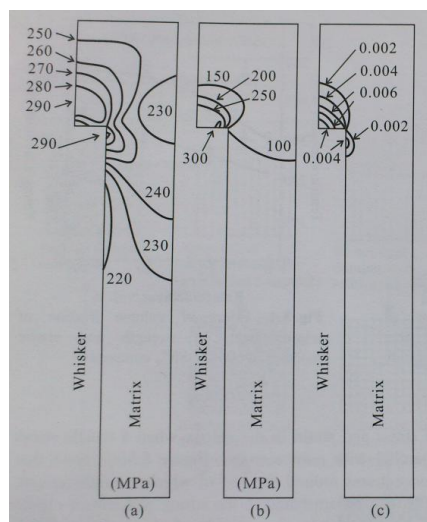 250
260
270
280
290
290
230
240
230
220
Whisker
Matrix
(MPa)
(a)
150
200
250
300
100
Whisker
Matrix
(MPa)
(b)
0.002
0.004
0.006
0.002
0.004
Whisker
Matrix
(c)